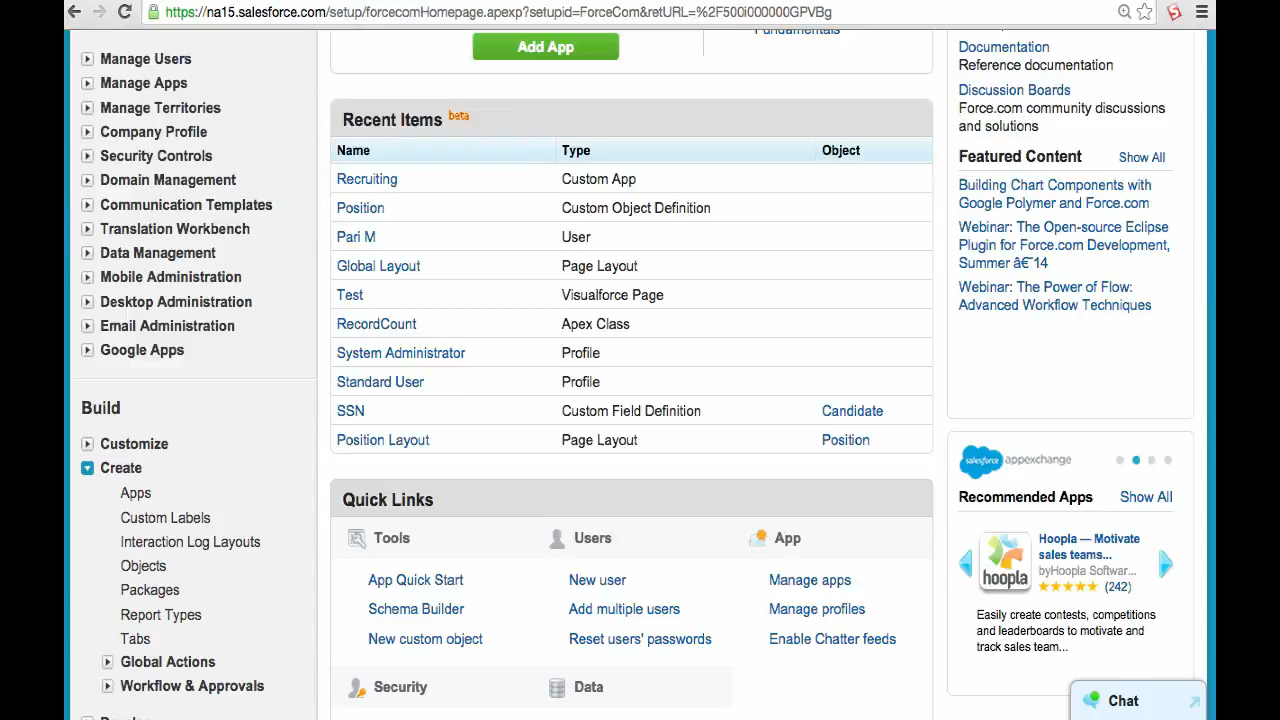 https://na15.salesforce.com/setup/forcecomHomepage.apexp?setupid=ForceCom&retURL=%2F500i000000GPVBg
Manage Users
Manage Apps
Manage Territories
Company Profile
Security Controls
Domain Management
Communication Templates
Translation Workbench
Data Management
Mobile Administration
Desktop Administration
Email Administration
Google Apps
Build
Customize
Create
Apps
Custom Labels
Interaction Log Layouts
Objects
Packages
Report Types
Tabs
Global Actions
Workflow & Approvals
Add App
Fundamentals
Recent Items beta
Name Type Object
Recruiting Custom App
Position Custom Object Definition
Pari M User
Global Layout Page Layout
Test Visualforce Page
RecordCount Apex Class
System Administrator Profile
Standard User Profile
SSN Custom Field Definition Candidate
Position Layout Page Layout Position
Quick Links
Tools Users App
App Quick Start New user Manage apps
Schema Builder Add multiple users Manage profiles
New custom object Reset users' passwords Enable Chatter feeds
Security Data
Documentation
Reference documentation
Discussion Boards
Force.com community discussions
and solutions
Featured Content Show All
Building Chart Components with
Google Polymer and Force.com
Webinar: The Open-source Eclipse
Plugin for Force.com Development,
Summer â€˜14
Webinar: The Power of Flow:
Advanced Workflow Techniques
salesforce appexchange
Recommended Apps Show All
hoopla
Hoopla — Motivate
sales teams...
byHoopla Softwar...
(242)
Easily create contests, competitions
and leaderboards to motivate and
track sales team...
Chat